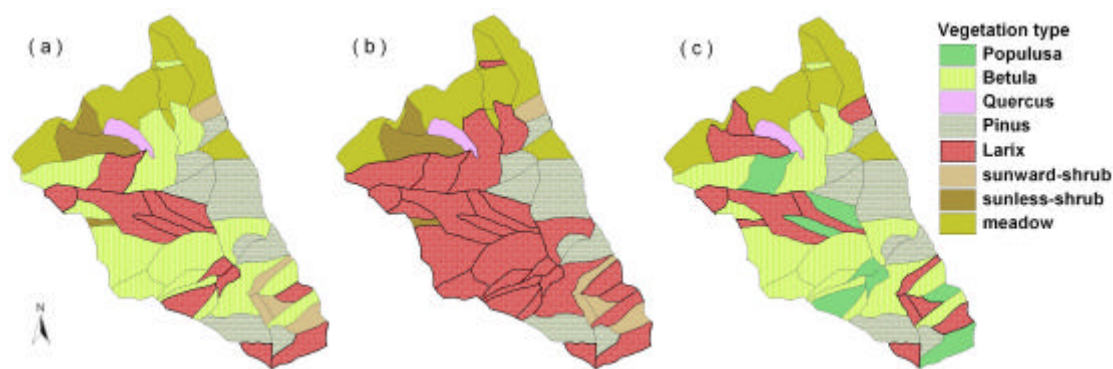 ( a )
( b )
( c )
Vegetation type
Populusa
Betula
Quercus
Pinus
Larix
sunward-shrub
sunless-shrub
meadow
N